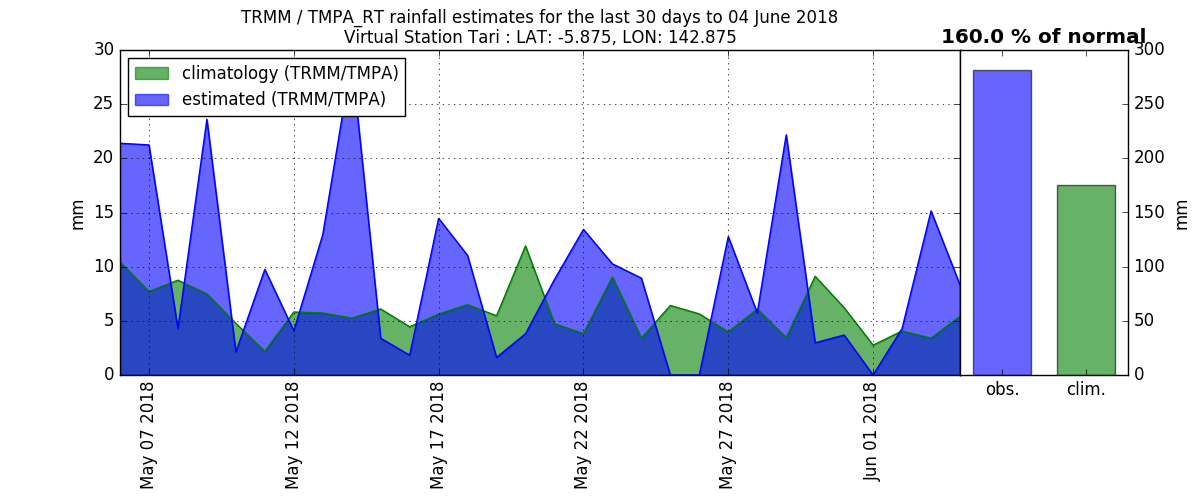 TRMM / TMPA_RT rainfall estimates for the last 30 days to 04 June 2018
Virtual Station Tari : LAT: -5.875, LON: 142.875
160.0 % of normal
climatology (TRMM/TMPA)
estimated (TRMM/TMPA)
30
25
20
15
10
5
0
mm
May 07 2018
May 12 2018
May 17 2018
May 22 2018
May 27 2018
Jun 01 2018
300
250
200
150
100
50
0
mm
obs.
clim.